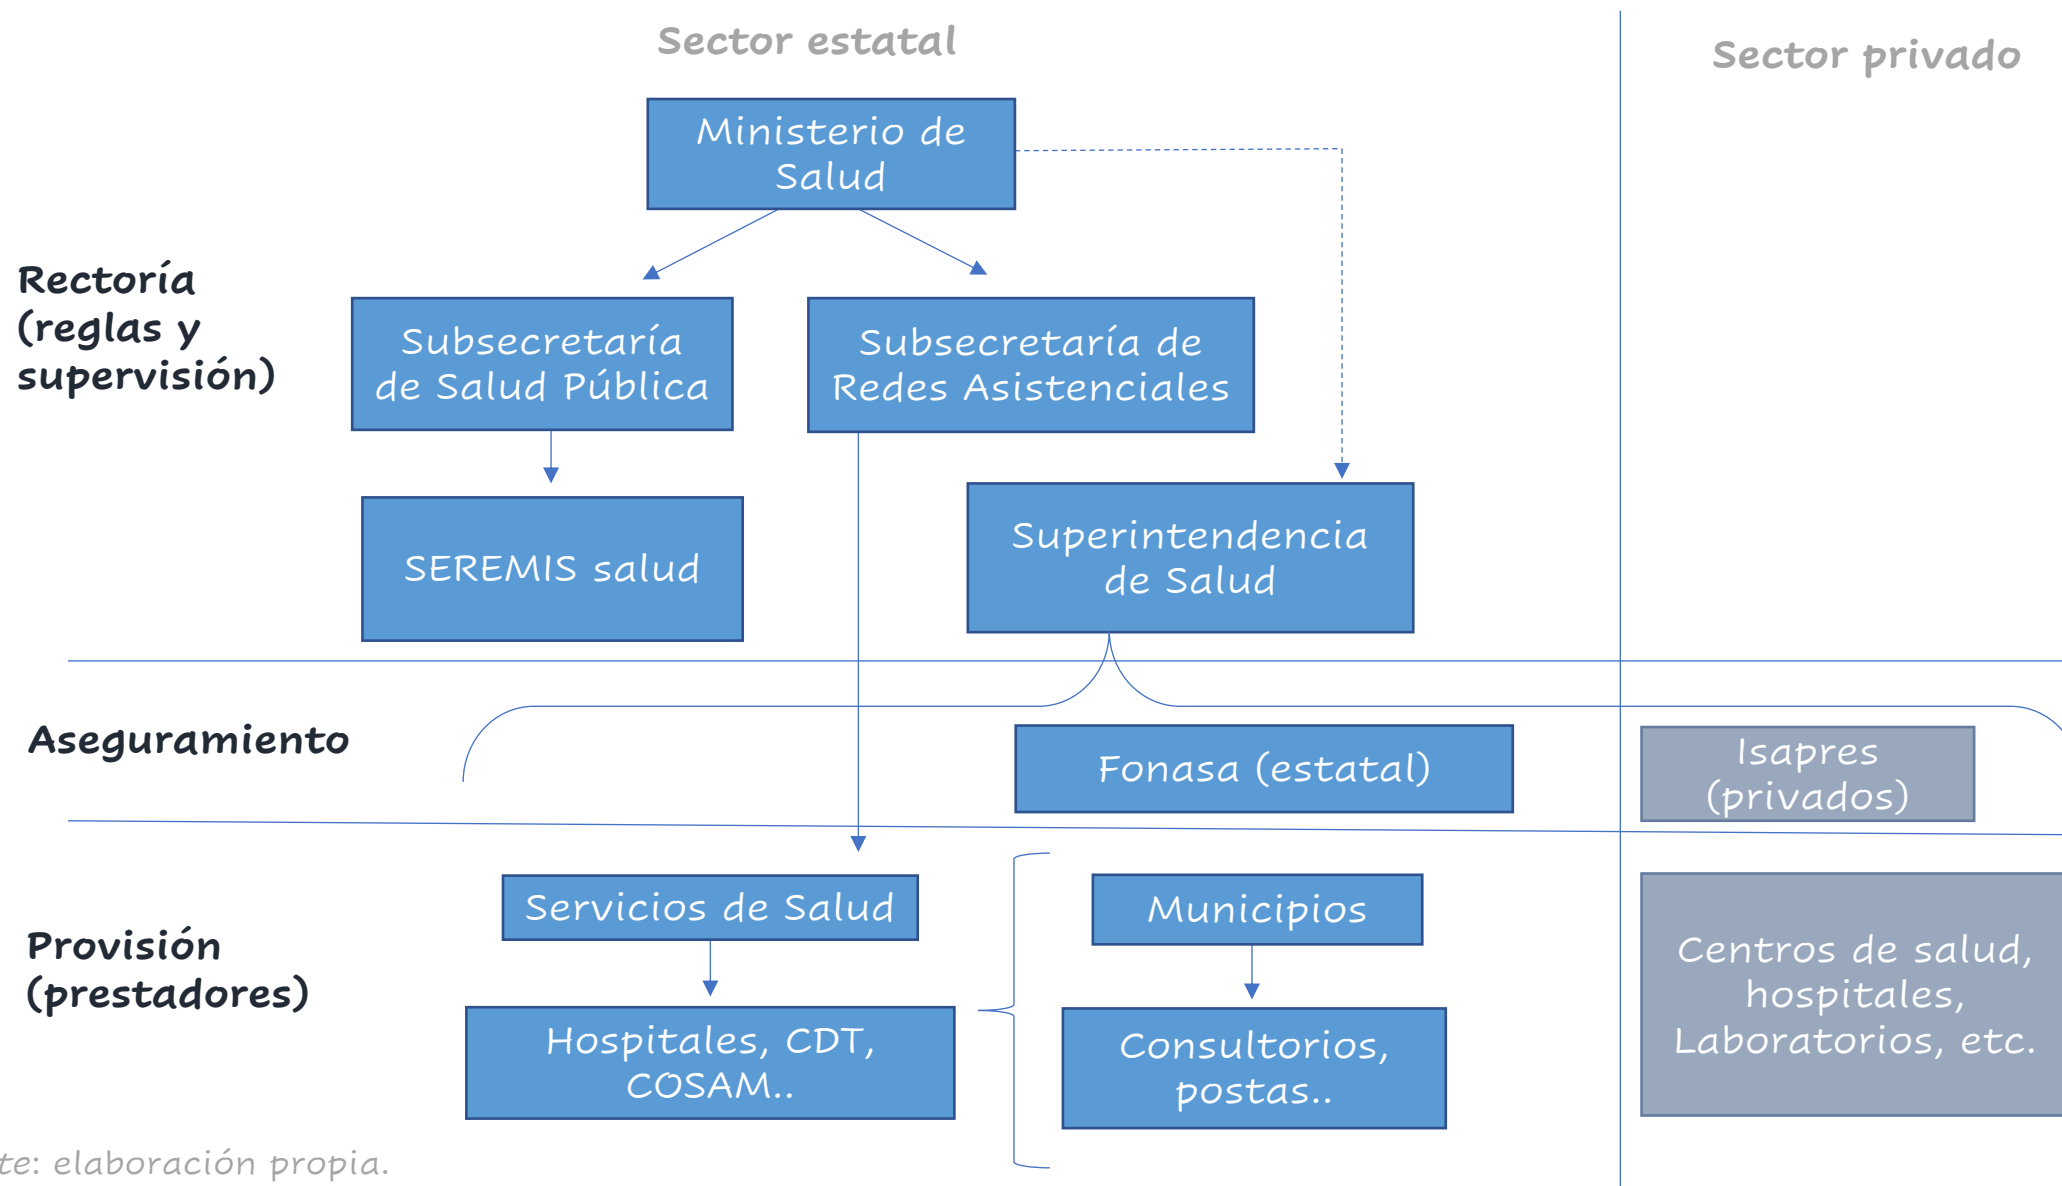 Sector estatal
Sector privado
Ministerio de
Salud
Rectoría
(reglas y
supervisión)
Subsecretaría
de Salud Pública
Subsecretaría de
Redes Asistenciales
SEREMIS salud
Superintendencia
de Salud
Aseguramiento
Fonasa (estatal)
Isapres
(privados)
Provisión
(prestadores)
Servicios de Salud
Municipios
Hospitales, CDT,
COSAM..
Consultorios,
postas..
Centros de salud,
hospitales,
Laboratorios, etc.
te: elaboración propia.